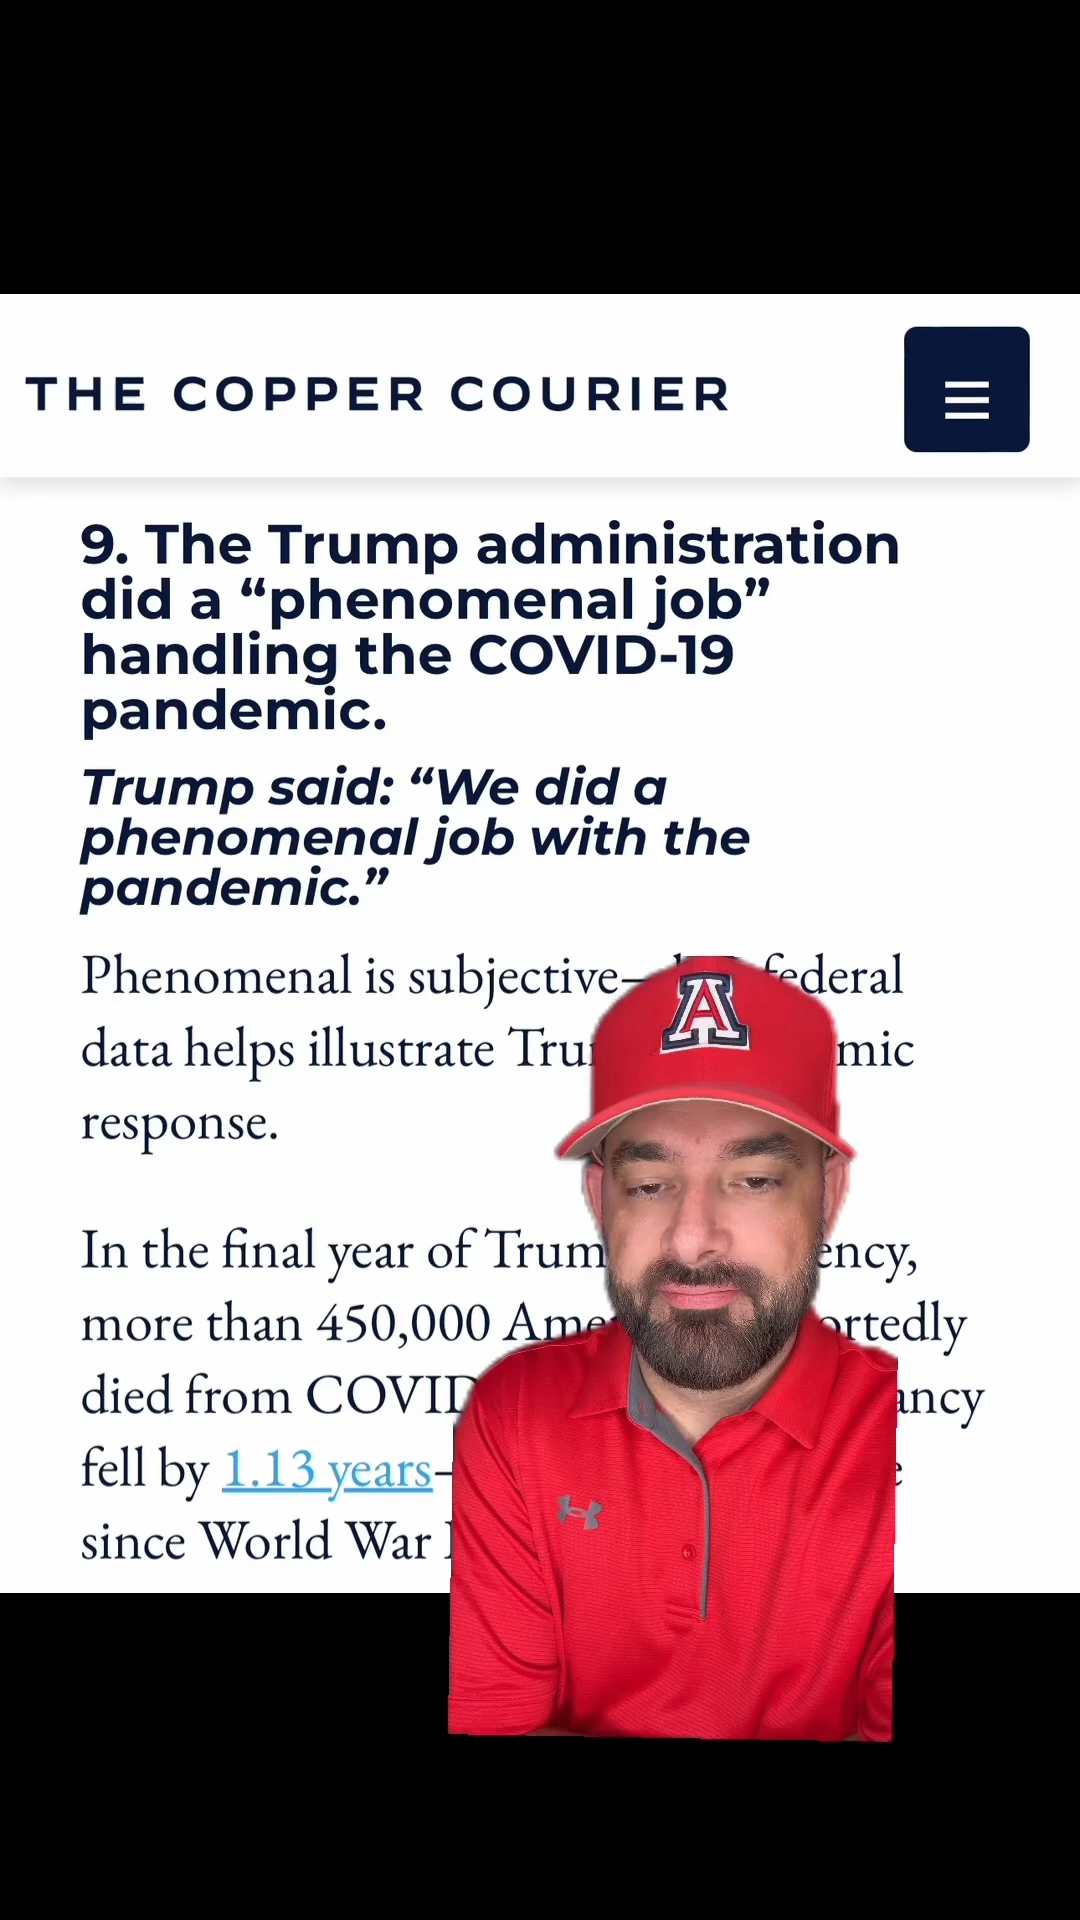 THE COPPER COURIER
9. The Trump administration
did a “phenomenal job”
handling the COVID-19
pandemic.
Trump said: “We did a
phenomenal job with the
pandemic.”
Phenomenal is subjective— federal
data helps illustrate
response.
In the final year of
more than 450,000
died from
fell by 1.13 years—
since World War
A